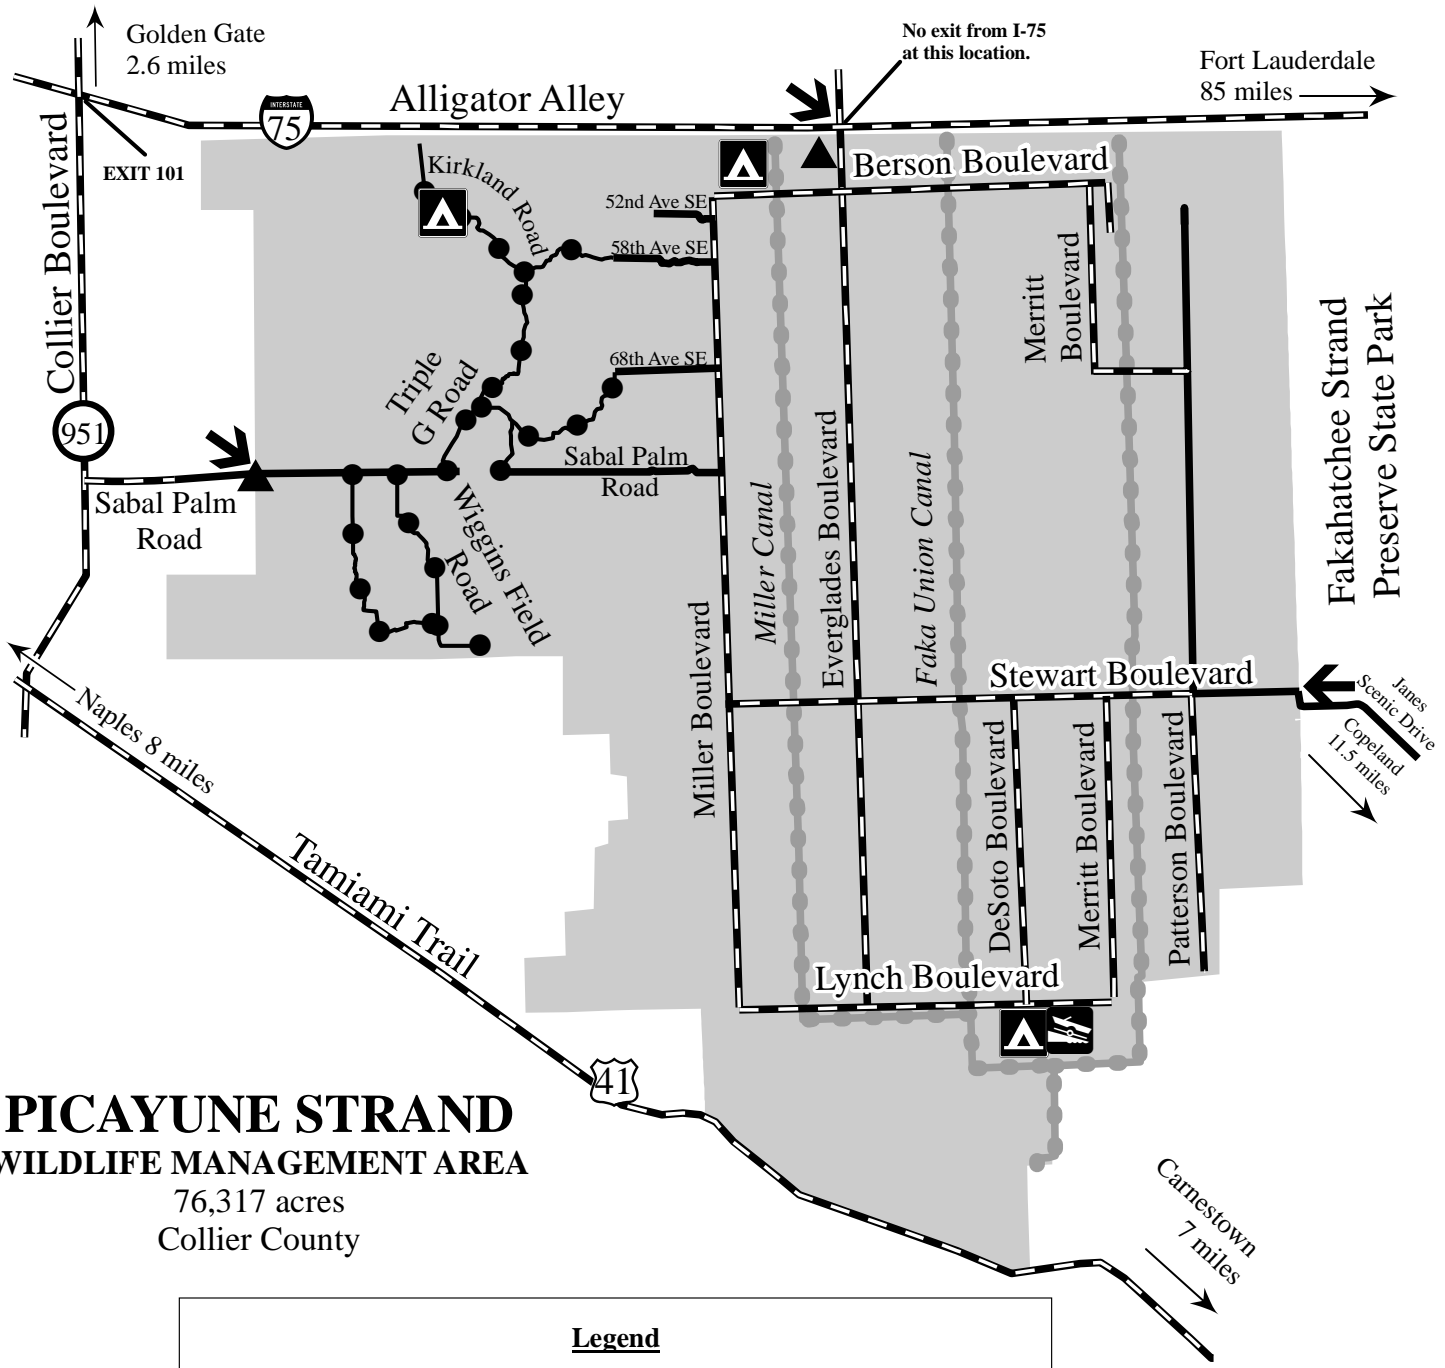 Golden Gate
2.6 miles
No exit from I-75
at this location.
Fort Lauderdale
85 miles
Alligator Alley
INTERSTATE
75
EXIT 101
Collier Boulevard
Kirkland Road
Berson Boulevard
52nd Ave SE
58th Ave SE
68th Ave SE
Merritt
Boulevard
Triple
G Road
951
Sabal Palm
Road
Sabal Palm
Road
Wiggins Field
Road
Miller Canal
Everglades Boulevard
Faka Union Canal
Fakahatchee Strand
Preserve State Park
Miller Boulevard
Stewart Boulevard
Janes
Scenic Drive
Copeland
11.5 miles
Naples 8 miles
Tamiami Trail
DeSoto Boulevard
Merritt Boulevard
Patterson Boulevard
Lynch Boulevard
41
PICAYUNE STRAND
WILDLIFE MANAGEMENT AREA
76,317 acres
Collier County
Carnestown
7 miles
Legend